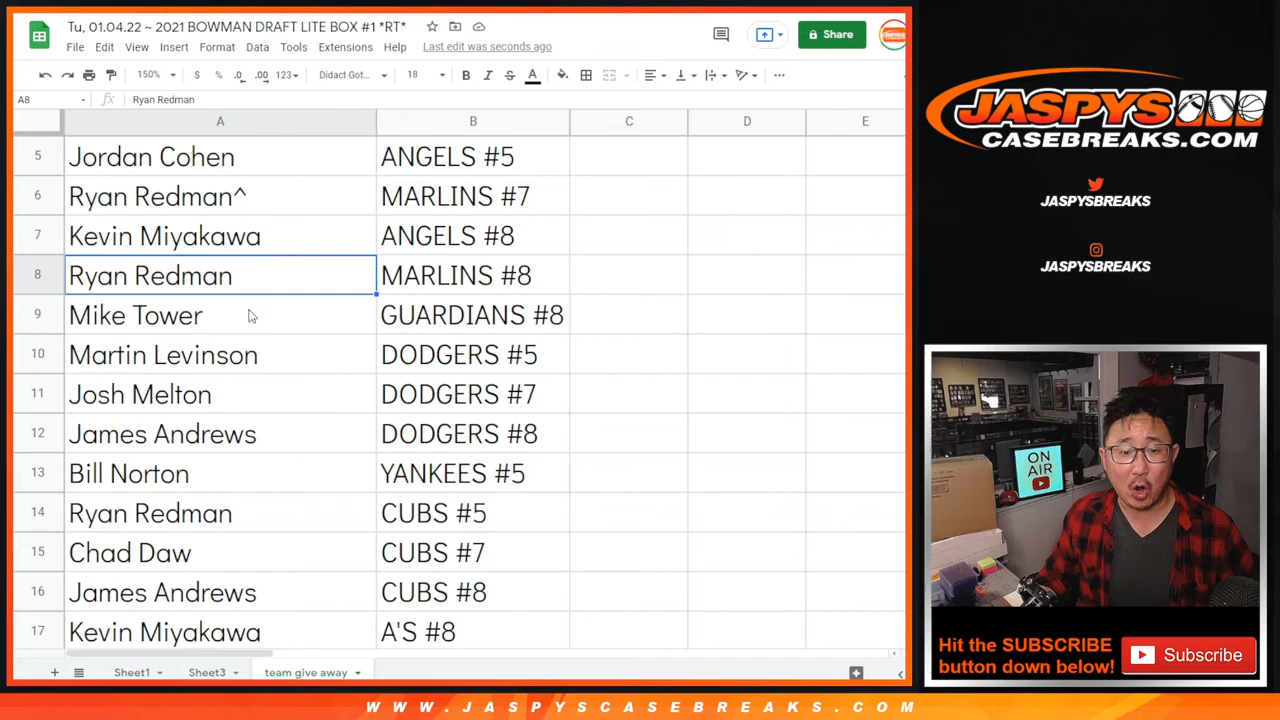 Tu, 01.04.22 ~ 2021 BOWMAN DRAFT LITE BOX #1 *RT*
File Edit View Insert Format Data Tools Extensions Help Last edit was seconds ago
Share
150% $ % .0 .00 123 Didact Got... 18 B I S A
A8 fx Ryan Redman
A B C D E
5 Jordan Cohen ANGELS #5
6 Ryan Redman^ MARLINS #7
7 Kevin Miyakawa ANGELS #8
8 Ryan Redman MARLINS #8
9 Mike Tower GUARDIANS #8
10 Martin Levinson DODGERS #5
11 Josh Melton DODGERS #7
12 James Andrews DODGERS #8
13 Bill Norton YANKEES #5
14 Ryan Redman CUBS #5
15 Chad Daw CUBS #7
16 James Andrews CUBS #8
17 Kevin Miyakawa A'S #8
Sheet1 Sheet3 team give away
JASPYS
CASEBREAKS.COM
JASPYSBREAKS
JASPYSBREAKS
ON
AIR
Hit the SUBSCRIBE
button down below!
Subscribe
WWW.JASPYSCASEBREAKS.COM